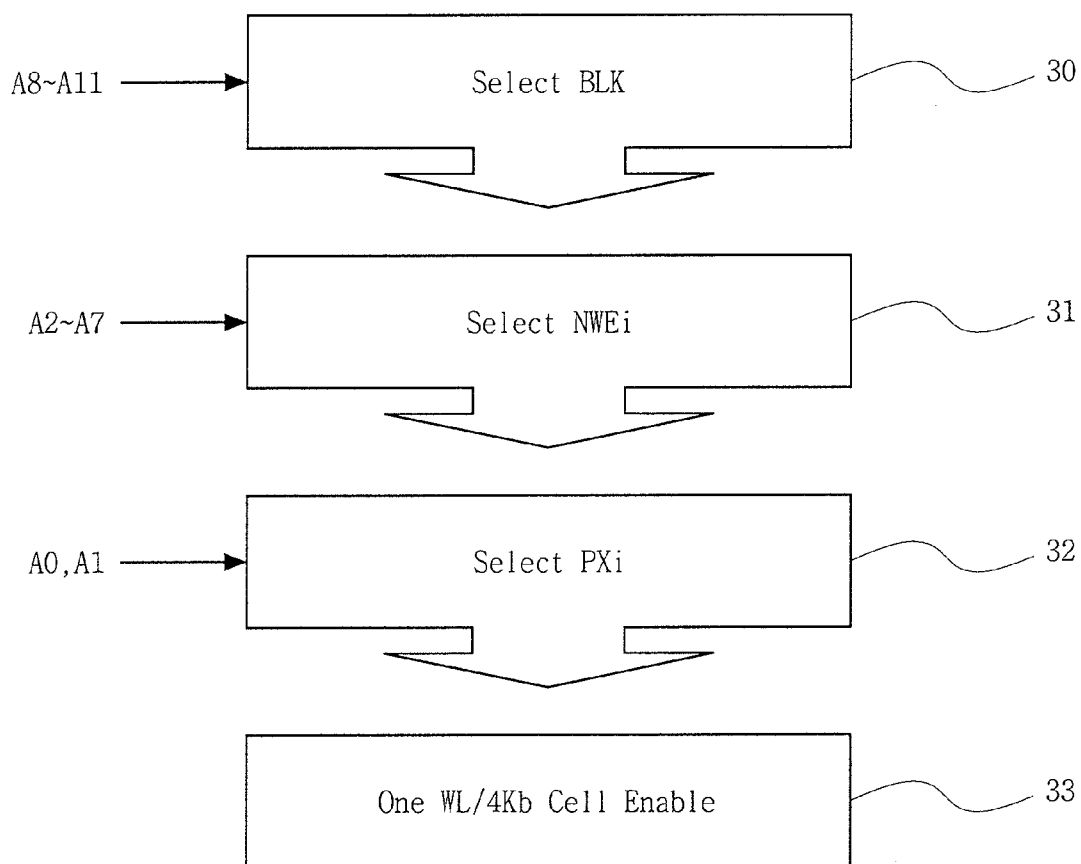 A8~A11
Select BLK
30
A2~A7
Select NWEi
31
A0,A1
Select PXi
32
One WL/4Kb Cell Enable
33